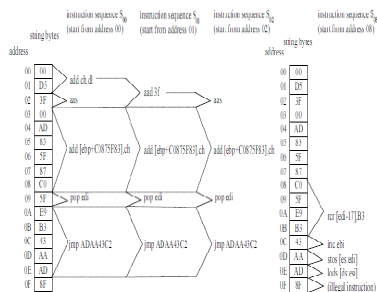 instruction sequence S00 instruction sequence S01 instruction sequence S02 instruction sequence S08
string bytes (start from address 00) (start from address 01) (start from address 02) string bytes (start from address 08)
address address
00 00 00 00
01 D5 add ch,dl 01 D5
02 3F aas aad 3f aas 02 3F
03 00 03 00
04 AD 04 AD
05 83 05 83
06 5F add [ebp+C0875F83],ch add [ebp+C0875F83],ch add [ebp+C0875F83],ch 06 5F
07 87 07 87
08 C0 08 C0
09 5F pop edi pop edi pop edi 09 5F
0A E9 0A E9 rcr [edi-17],B3
0B B3 0B B3
0C 43 jmp ADAA43C2 jmp ADAA43C2 jmp ADAA43C2 0C 43 inc ebi
0D AA 0D AA stos [es:edi]
0E AD 0E AD lods [ds:esi]
0F 8F 0F 8F (illegal instruction)